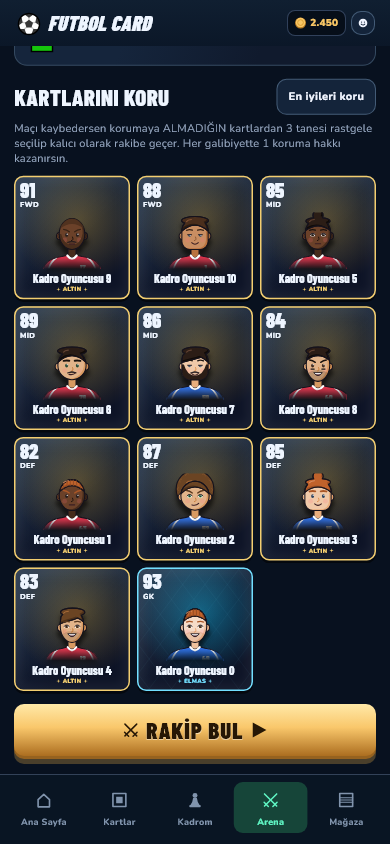 FUTBOL CARD
2.450
KARTLARINI KORU
En iyileri koru
Maçı kaybedersen korumaya ALMADIĞIN kartlardan 3 tanesi rastgele
seçilip kalıcı olarak rakibe geçer. Her galibiyette 1 koruma hakkı
kazanırsın.
91
FWD
Kadro Oyuncusu 9
ALTIN
88
FWD
Kadro Oyuncusu 10
ALTIN
85
MID
Kadro Oyuncusu 5
ALTIN
89
MID
Kadro Oyuncusu 6
ALTIN
86
MID
Kadro Oyuncusu 7
ALTIN
84
MID
Kadro Oyuncusu 8
ALTIN
82
DEF
Kadro Oyuncusu 1
ALTIN
87
DEF
Kadro Oyuncusu 2
ALTIN
85
DEF
Kadro Oyuncusu 3
ALTIN
83
DEF
Kadro Oyuncusu 4
ALTIN
93
GK
Kadro Oyuncusu 0
ELMAS
RAKİP BUL
Ana Sayfa
Kartlar
Kadrom
Arena
Mağaza